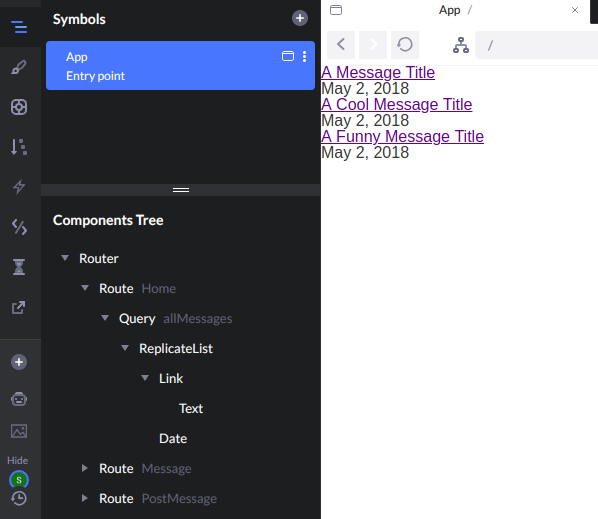 Symbols
App
Entry point
Components Tree
Router
Route Home
Query allMessages
ReplicateList
Link
Text
Date
Route Message
Route PostMessage
Hide
S
App /
/
A Message Title
May 2, 2018
A Cool Message Title
May 2, 2018
A Funny Message Title
May 2, 2018